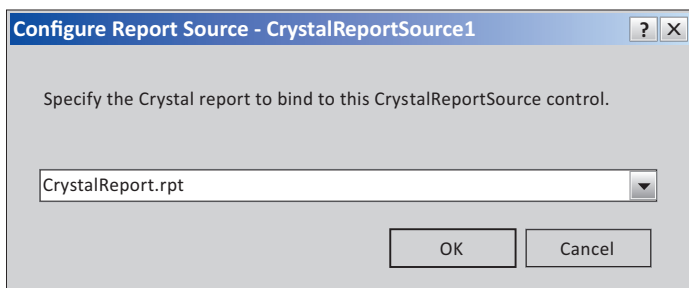 Configure Report Source - CrystalReportSource1
? X
Specify the Crystal report to bind to this CrystalReportSource control.
CrystalReport.rpt
OK Cancel